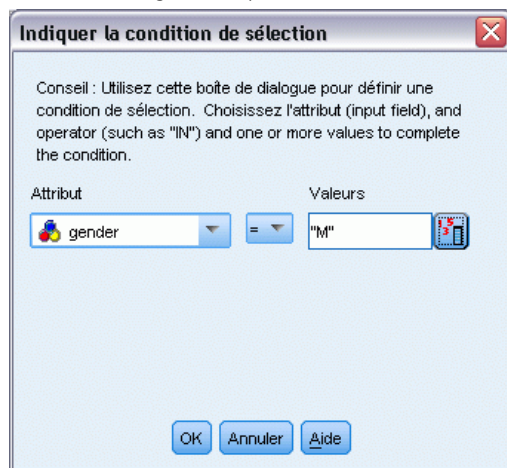 Indiquer la condition de sélection
Conseil : Utilisez cette boîte de dialogue pour définir une
condition de sélection. Choisissez l'attribut (input field), and
operator (such as "IN") and one or more values to complete
the condition.
Attribut Valeurs
gender = "M"
OK Annuler Aide